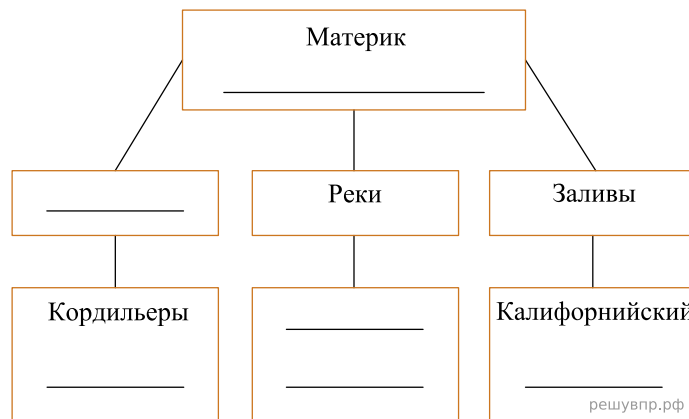 Материк
Реки
Заливы
Кордильеры
Калифорнийский
решувпр.рф